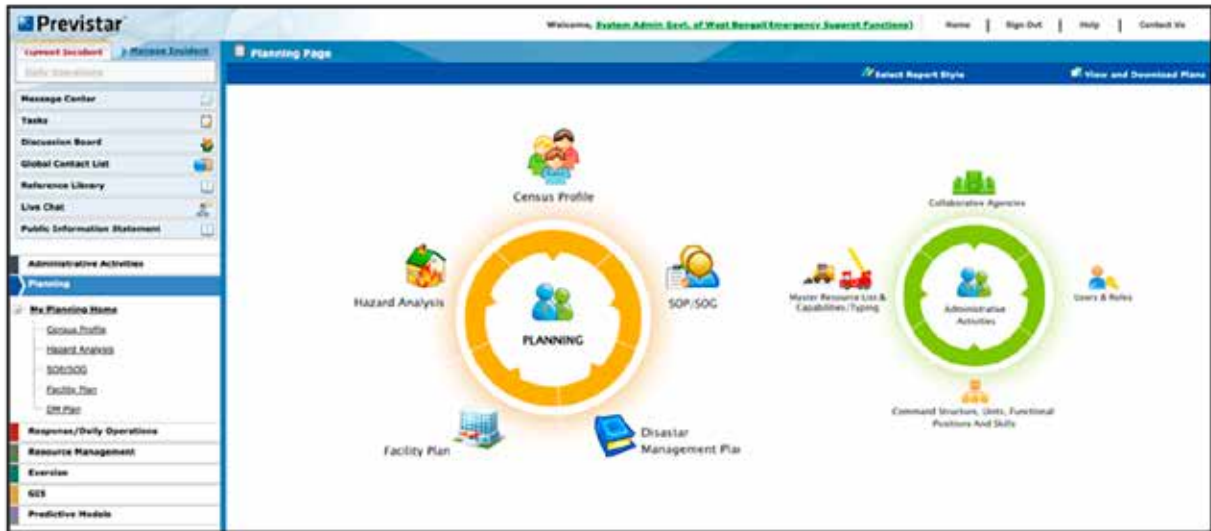 Previstar
Welcome, System Admin Govt. of West Bengal(Emergency Support Functions)
Home | Sign Out | Help | Contact Us
Current Incident
Manage Incident
Daily Operations
Planning Page
Select Report Style
View and Download Plans
Message Center
Tasks
Discussion Board
Global Contact List
Reference Library
Live Chat
Public Information Statement
Administrative Activities
Planning
My Planning Home
Census Profile
Hazard Analysis
SOP/SOG
Facility Plan
DM Plan
Response/Daily Operations
Resource Management
Exercise
GIS
Predictive Models
Census Profile
Hazard Analysis
SOP/SOG
PLANNING
Facility Plan
Disastar
Management Plan
Collaborative Agencies
Master Resource List &
Capabilities/Typing
Administrative
Activities
Users & Roles
Command Structure, Units, Functional
Positions And Skills